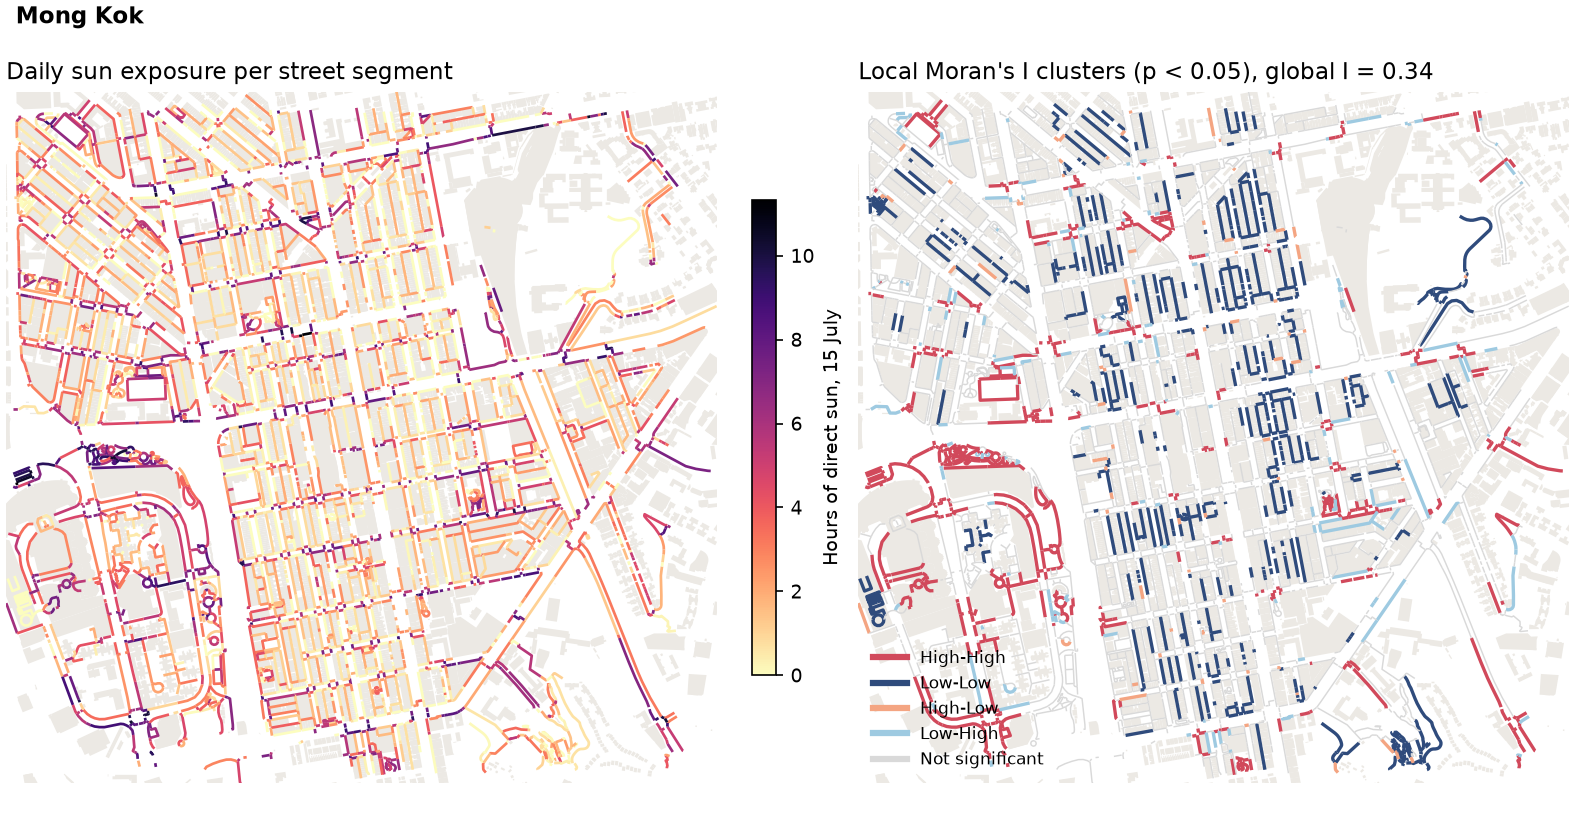 Mong Kok
Daily sun exposure per street segment
10
8
6
4
2
0
Hours of direct sun, 15 July
Local Moran's I clusters (p < 0.05), global I = 0.34
High-High
Low-Low
High-Low
Low-High
Not significant